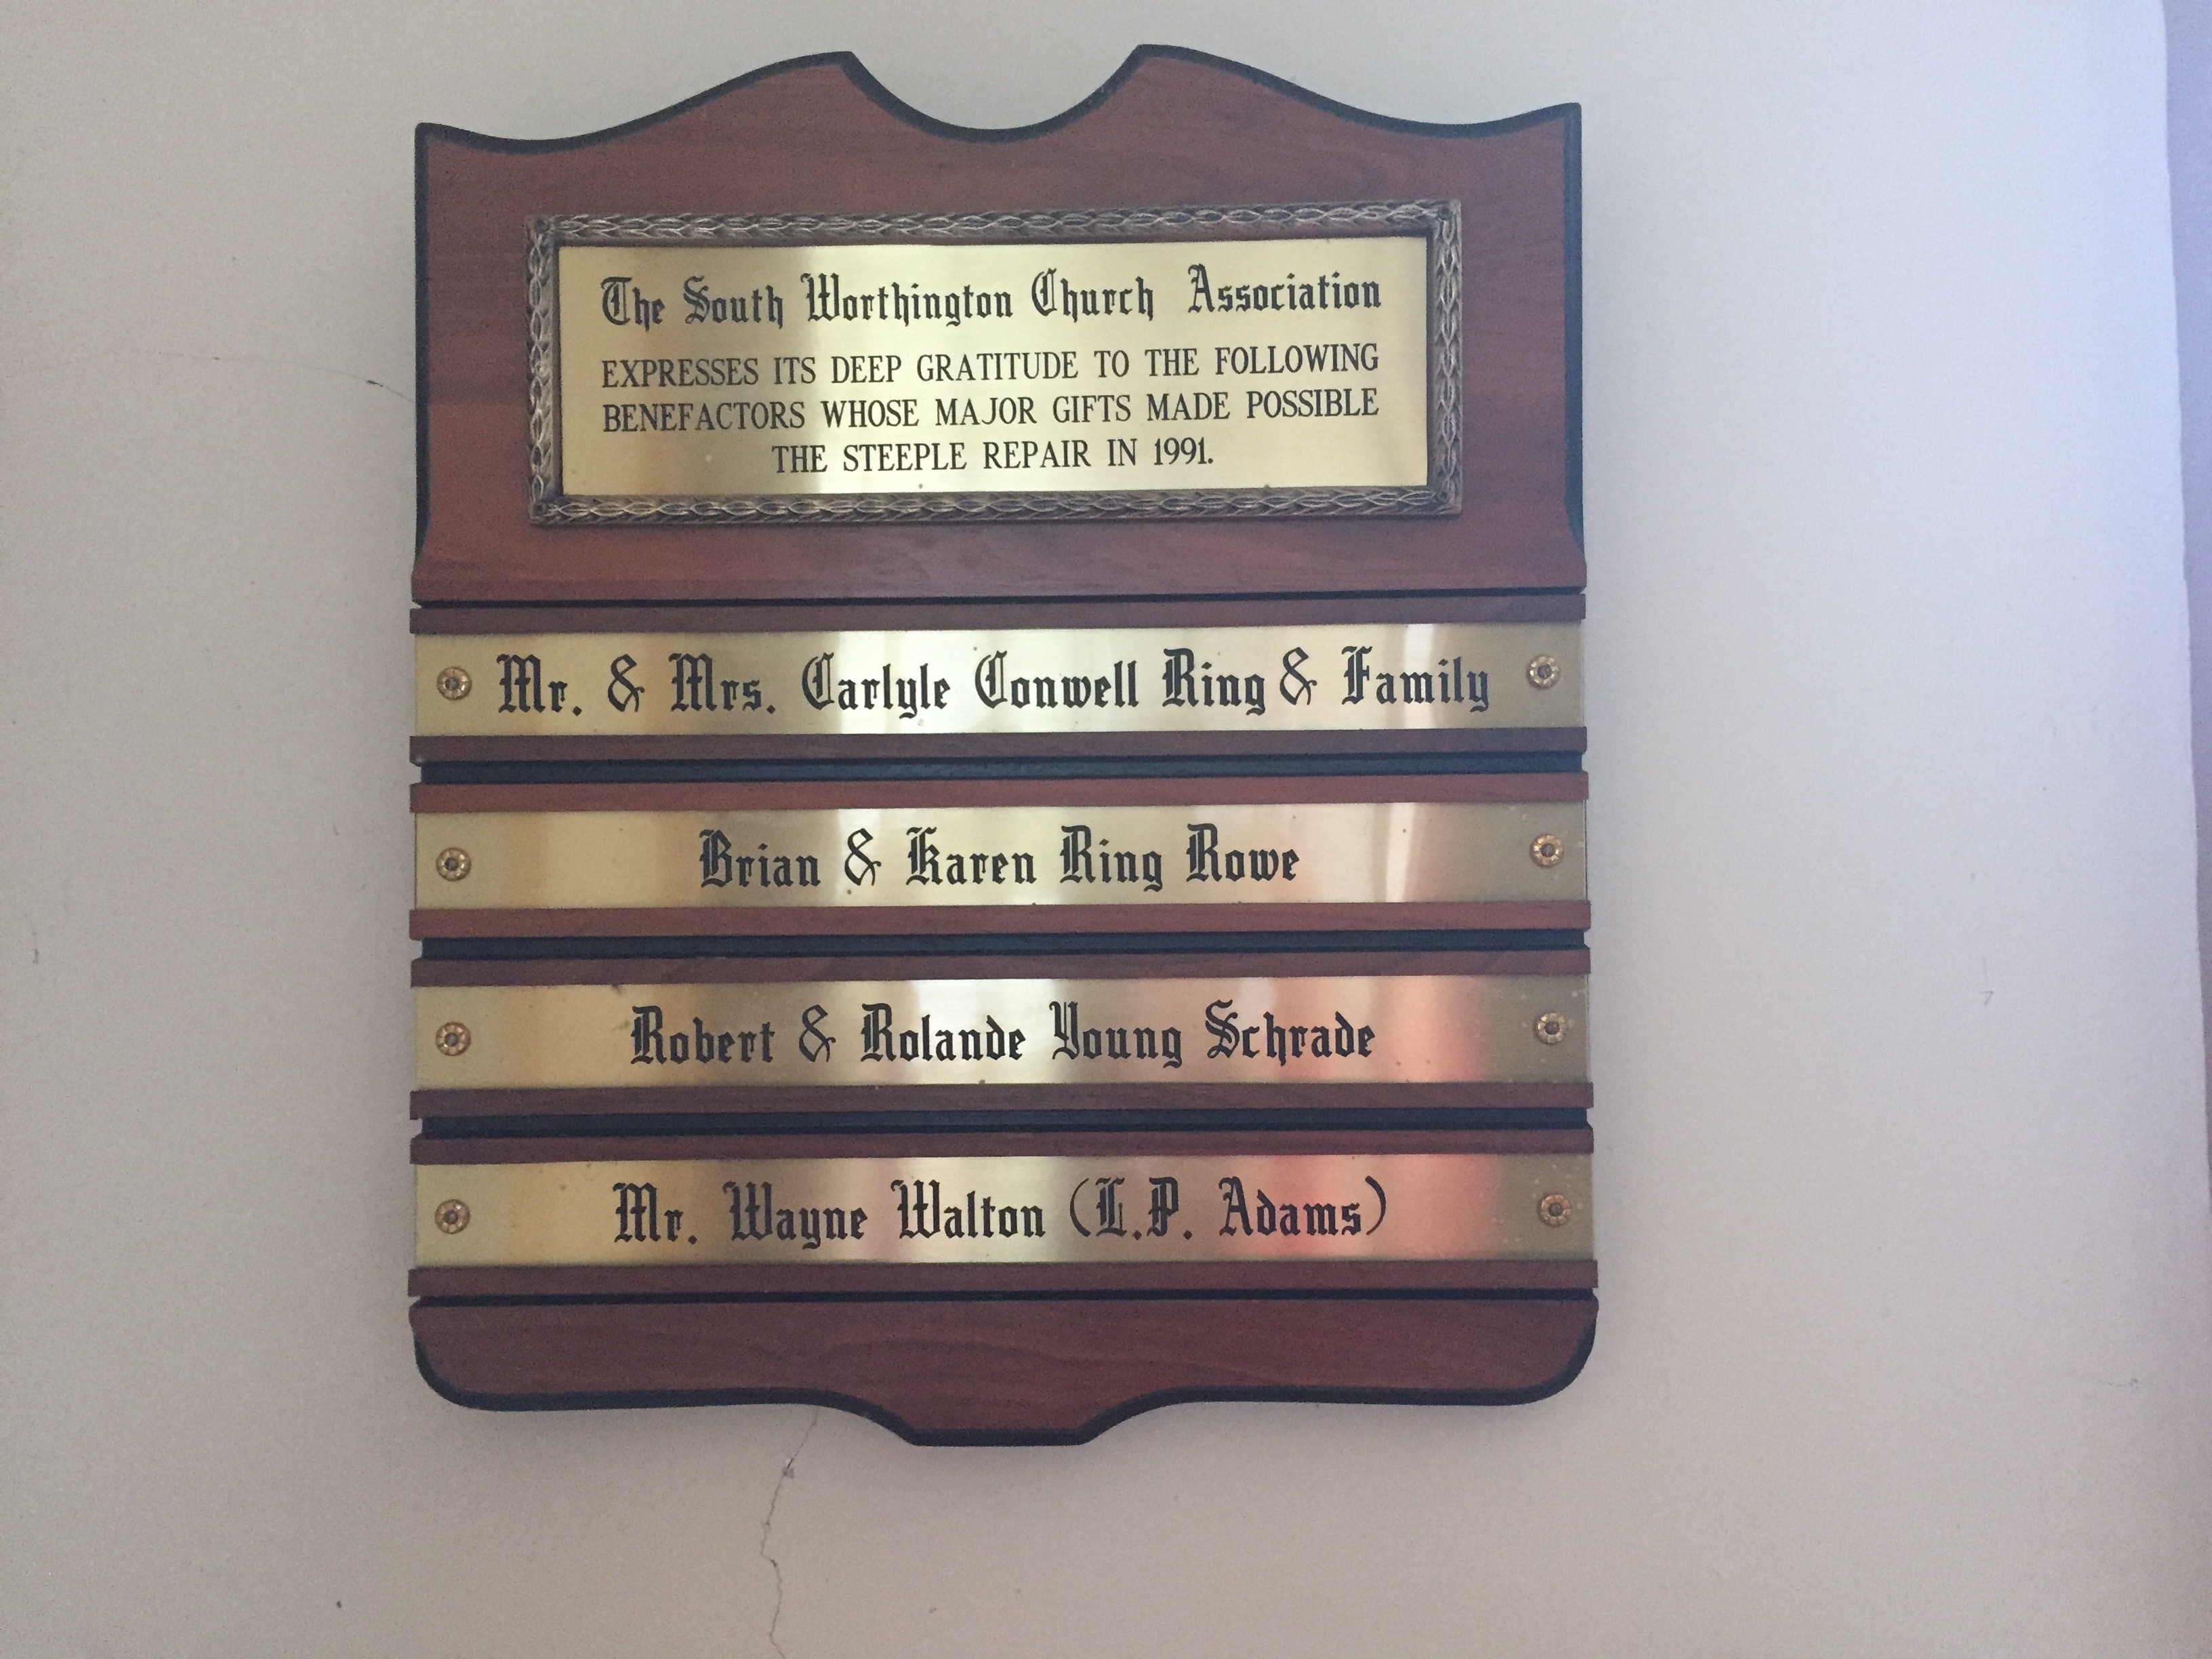 The South Worthington Church Association
EXPRESSES ITS DEEP GRATITUDE TO THE FOLLOWING
BENEFACTORS WHOSE MAJOR GIFTS MADE POSSIBLE
THE STEEPLE REPAIR IN 1991.
Mr. & Mrs. Carlyle Conwell Ring & Family
Brian & Karen Ring Rowe
Robert & Rolande Young Schrade
Mr. Wayne Walton (L.P. Adams)